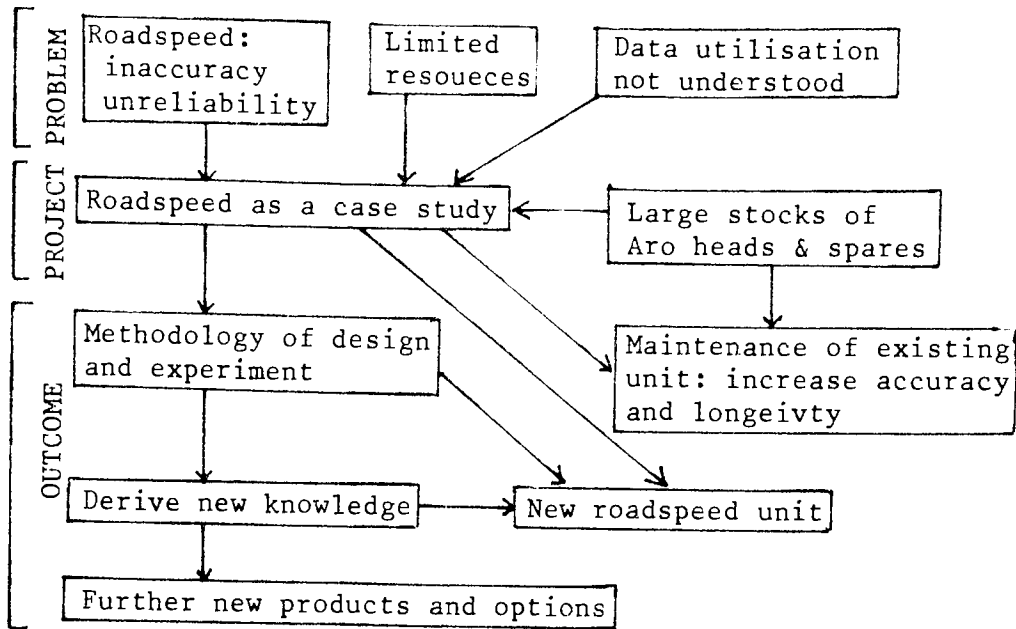 PROBLEM
Roadspeed:
inaccuracy
unreliability
Limited
resoueces
Data utilisation
not understood
PROJECT
Roadspeed as a case study
Large stocks of
Aro heads & spares
OUTCOME
Methodology of design
and experiment
Maintenance of existing
unit: increase accuracy
and longeivty
Derive new knowledge
New roadspeed unit
Further new products and options